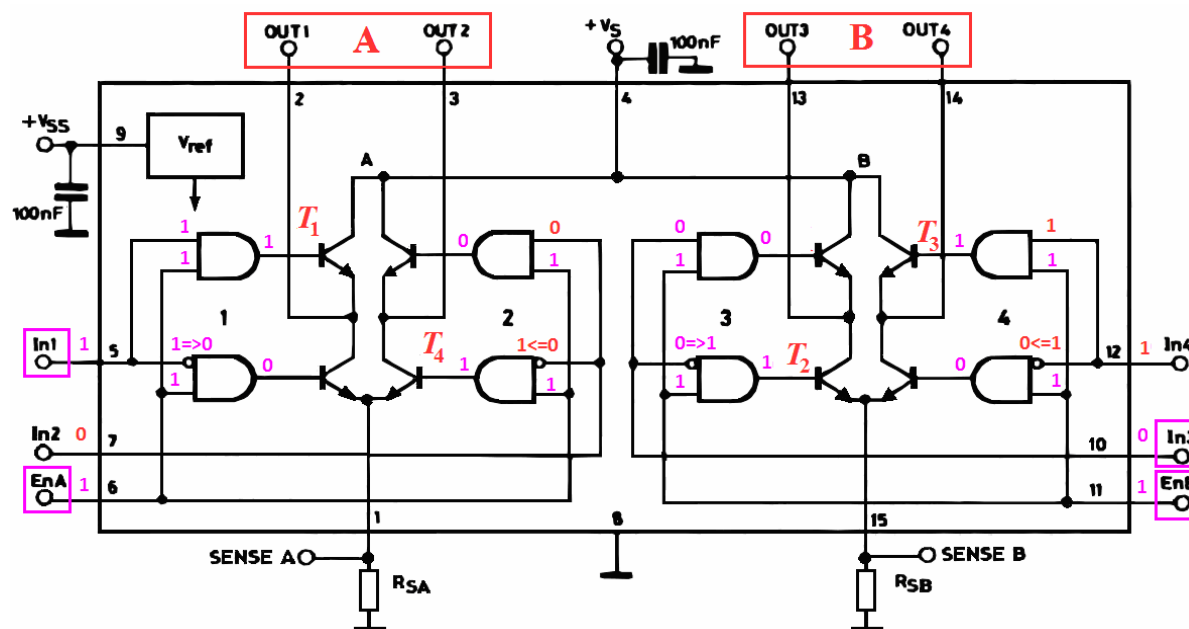 OUT1 A OUT2
+VS
100nF
OUT3 B OUT4
2 3 4 13 14
+VSS 9
Vref
100nF
A B
T1 T3
1 1 0 0 0 1 1
1 0 1 0 1 1
1 2 3 4
In1 1 5 1=>0 0
1
T4 1<=0 1 1
0=>1 1 1
T2 0<=1 0 1
12 1 In4
In2 0 7
10 0 In3
EnA 1 6
11 1 EnB
1 8 15
SENSE A
SENSE B
RSA
RSB